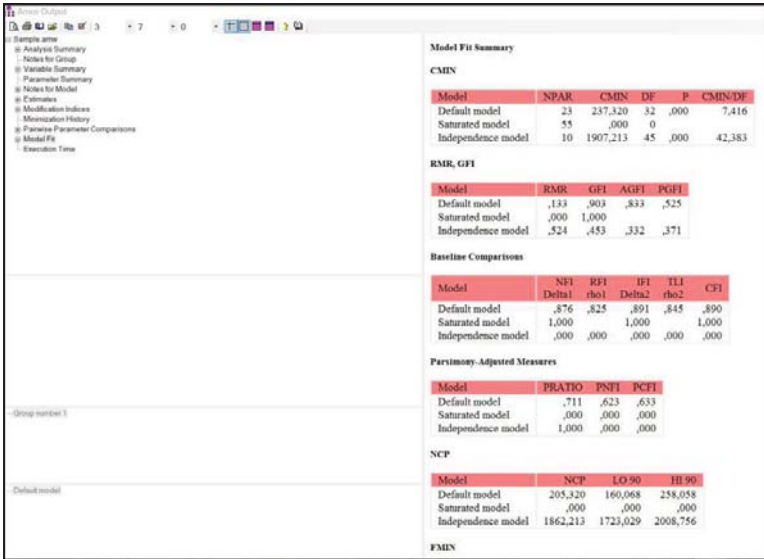 Amos Output
3 7 0
Sample.amw
Analysis Summary
Notes for Group
Variable Summary
Parameter Summary
Notes for Model
Estimates
Modification Indices
Minimization History
Pairwise Parameter Comparisons
Model Fit
Execution Time
Group number 1
Default model
Model Fit Summary
CMIN
Model NPAR CMIN DF P CMIN/DF
Default model 23 237,320 32 ,000 7,416
Saturated model 55 ,000 0
Independence model 10 1907,213 45 ,000 42,383
RMR, GFI
Model RMR GFI AGFI PGFI
Default model ,133 ,903 ,833 ,525
Saturated model ,000 1,000
Independence model ,524 ,453 ,332 ,371
Baseline Comparisons
Model NFI RFI IFI TLI CFI
Delta1 rho1 Delta2 rho2
Default model ,876 ,825 ,891 ,845 ,890
Saturated model 1,000 1,000 1,000
Independence model ,000 ,000 ,000 ,000 ,000
Parsimony-Adjusted Measures
Model PRATIO PNFI PCFI
Default model ,711 ,623 ,633
Saturated model ,000 ,000 ,000
Independence model 1,000 ,000 ,000
NCP
Model NCP LO 90 HI 90
Default model 205,320 160,068 258,058
Saturated model ,000 ,000 ,000
Independence model 1862,213 1723,029 2008,756
FMIN